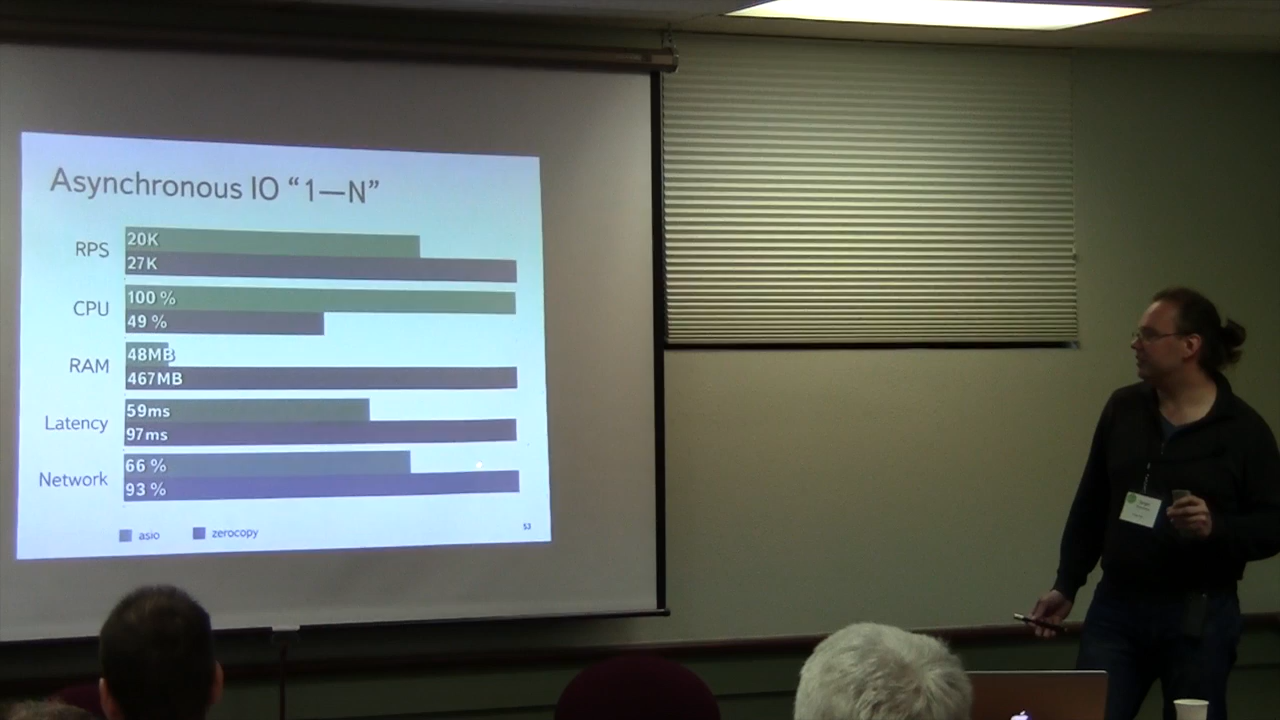 Asynchronous IO “1—N”
RPS
20K
27K
CPU
100 %
49 %
RAM
48MB
467MB
Latency
59ms
97ms
Network
66 %
93 %
asio
zerocopy
53